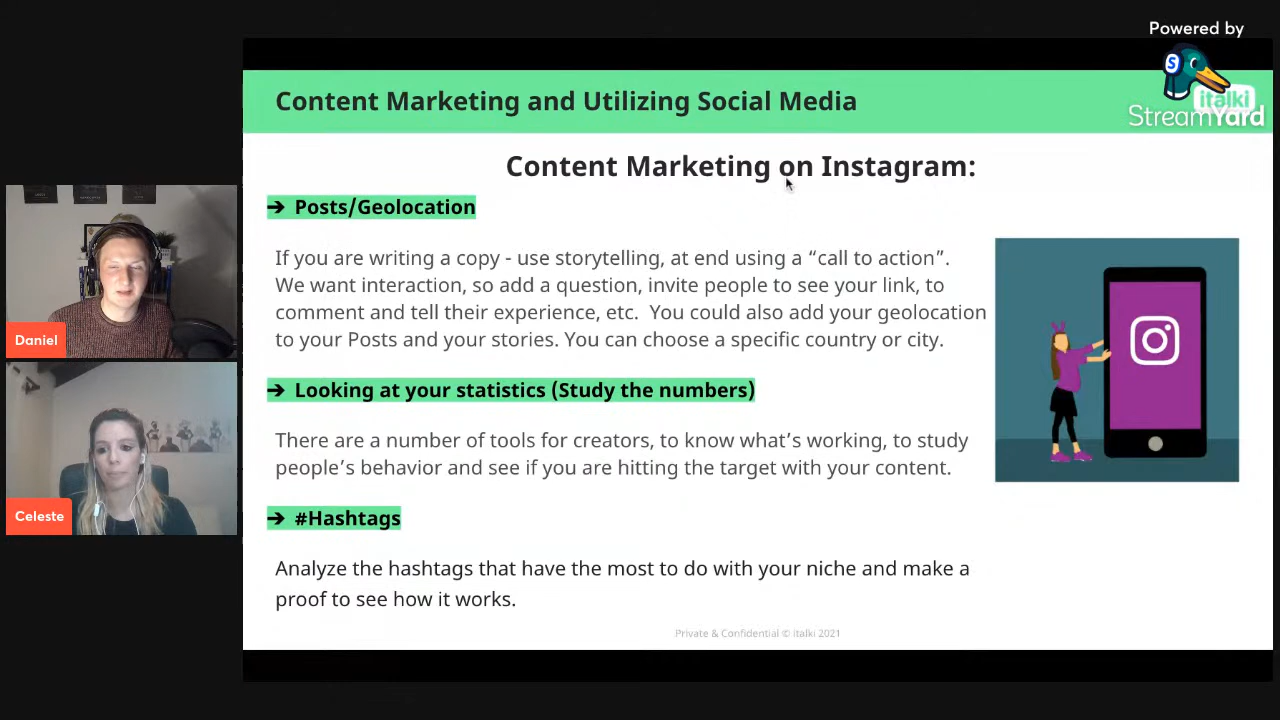 Powered by
StreamYard
italki
Content Marketing and Utilizing Social Media
Content Marketing on Instagram:
➔ Posts/Geolocation
If you are writing a copy - use storytelling, at end using a “call to action”.
We want interaction, so add a question, invite people to see your link, to
comment and tell their experience, etc.  You could also add your geolocation
to your Posts and your stories. You can choose a specific country or city.
➔ Looking at your statistics (Study the numbers)
There are a number of tools for creators, to know what’s working, to study
people’s behavior and see if you are hitting the target with your content.
➔ #Hashtags
Analyze the hashtags that have the most to do with your niche and make a
proof to see how it works.
Private & Confidential © italki 2021
Daniel
Celeste